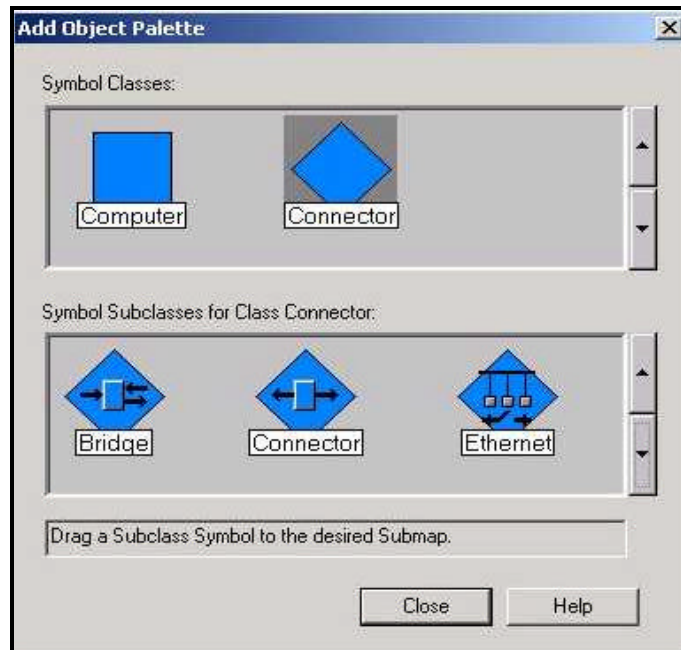 Add Object Palette
Symbol Classes:
Computer
Connector
Symbol Subclasses for Class Connector:
Bridge
Connector
Ethernet
Drag a Subclass Symbol to the desired Submap.
Close
Help